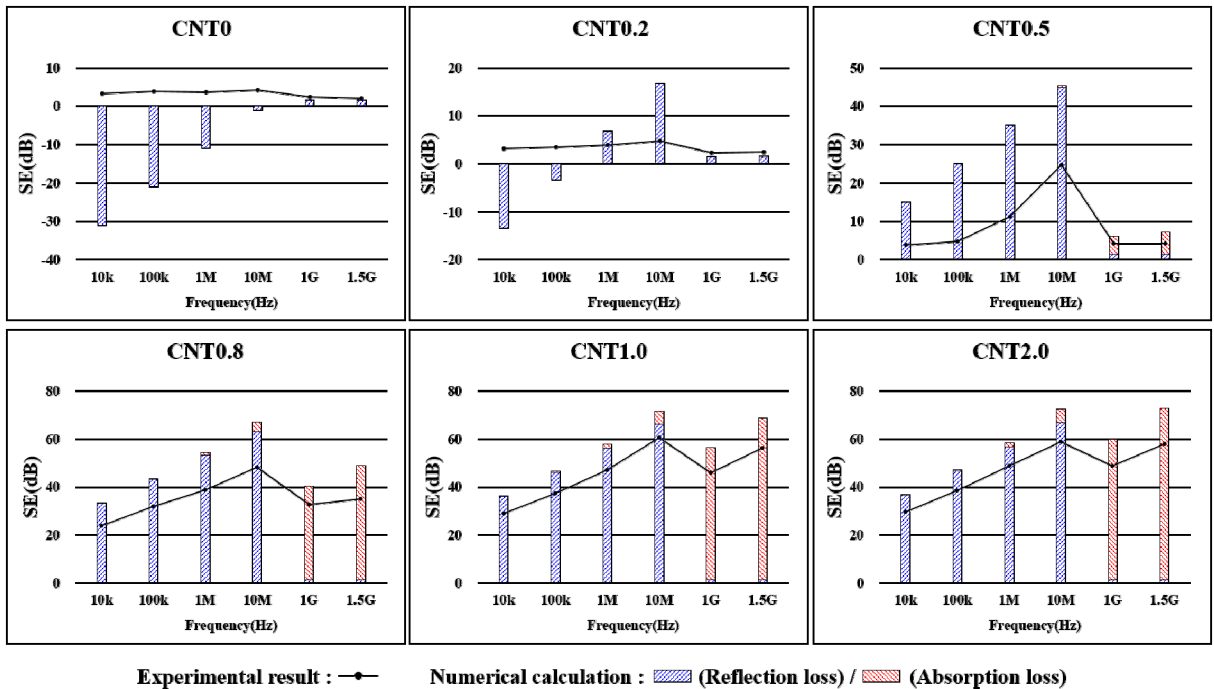 CNT0
10
0
-10
-20
-30
-40
SE(dB)
10k 100k 1M 10M 1G 1.5G
Frequency(Hz)
CNT0.2
20
10
0
-10
-20
SE(dB)
10k 100k 1M 10M 1G 1.5G
Frequency(Hz)
CNT0.5
50
40
30
20
10
0
SE(dB)
10k 100k 1M 10M 1G 1.5G
Frequency(Hz)
CNT0.8
80
60
40
20
0
SE(dB)
10k 100k 1M 10M 1G 1.5G
Frequency(Hz)
CNT1.0
80
60
40
20
0
SE(dB)
10k 100k 1M 10M 1G 1.5G
Frequency(Hz)
CNT2.0
80
60
40
20
0
SE(dB)
10k 100k 1M 10M 1G 1.5G
Frequency(Hz)
Experimental result : Numerical calculation : (Reflection loss) / (Absorption loss)